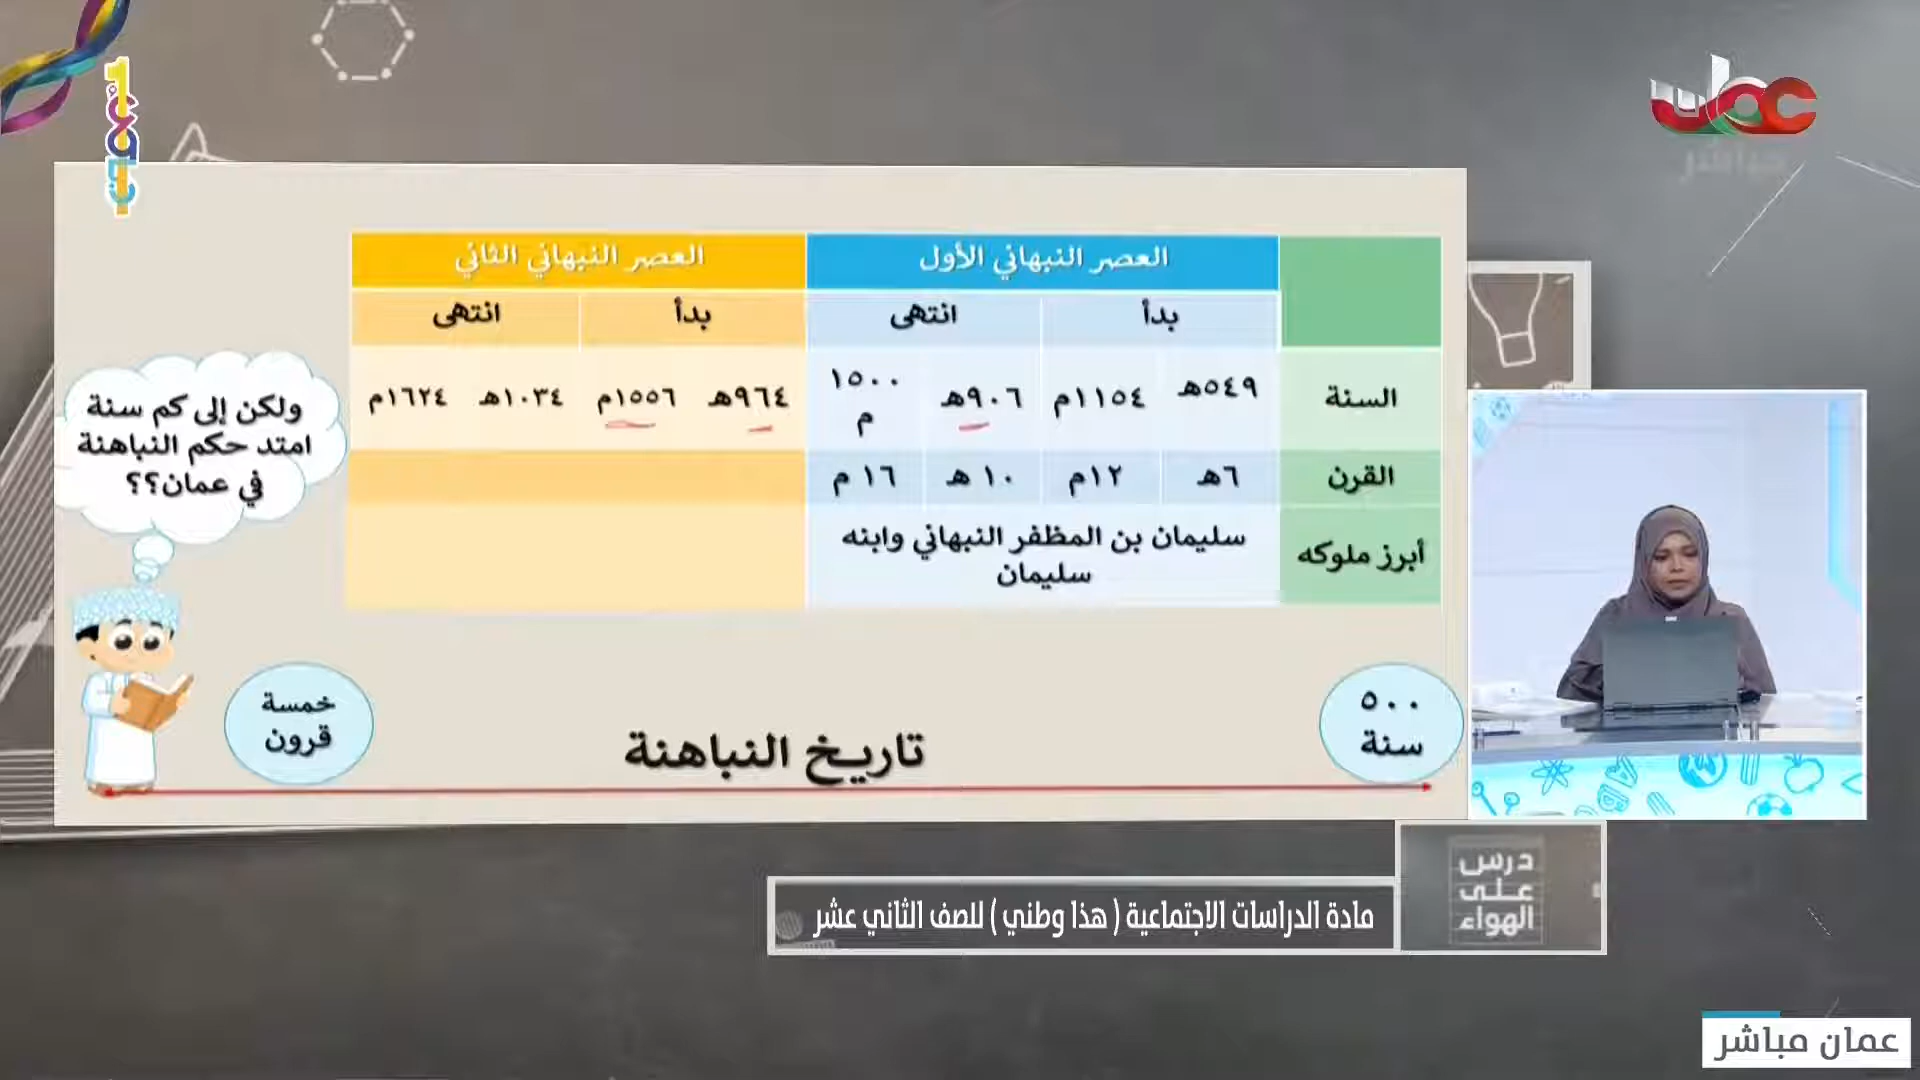 عمان
مباشر
العصر النبهاني الأول
العصر النبهاني الثاني
بدأ
انتهى
بدأ
انتهى
السنة
٥٤٩هـ
١١٥٤م
٩٠٦هـ
١٥٠٠
م
٩٦٤هـ
١٥٥٦م
١٠٣٤هـ
١٦٢٤م
القرن
٦هـ
١٢م
١٠ هـ
١٦ م
أبرز ملوكه
سليمان بن المظفر النبهاني وابنه
سليمان
ولكن إلى كم سنة
امتد حكم النباهنة
في عمان؟؟
٥٠٠
سنة
تاريخ النباهنة
خمسة
قرون
درس
على
الهواء
مادة الدراسات الاجتماعية ( هذا وطني ) للصف الثاني عشر
عمان مباشر